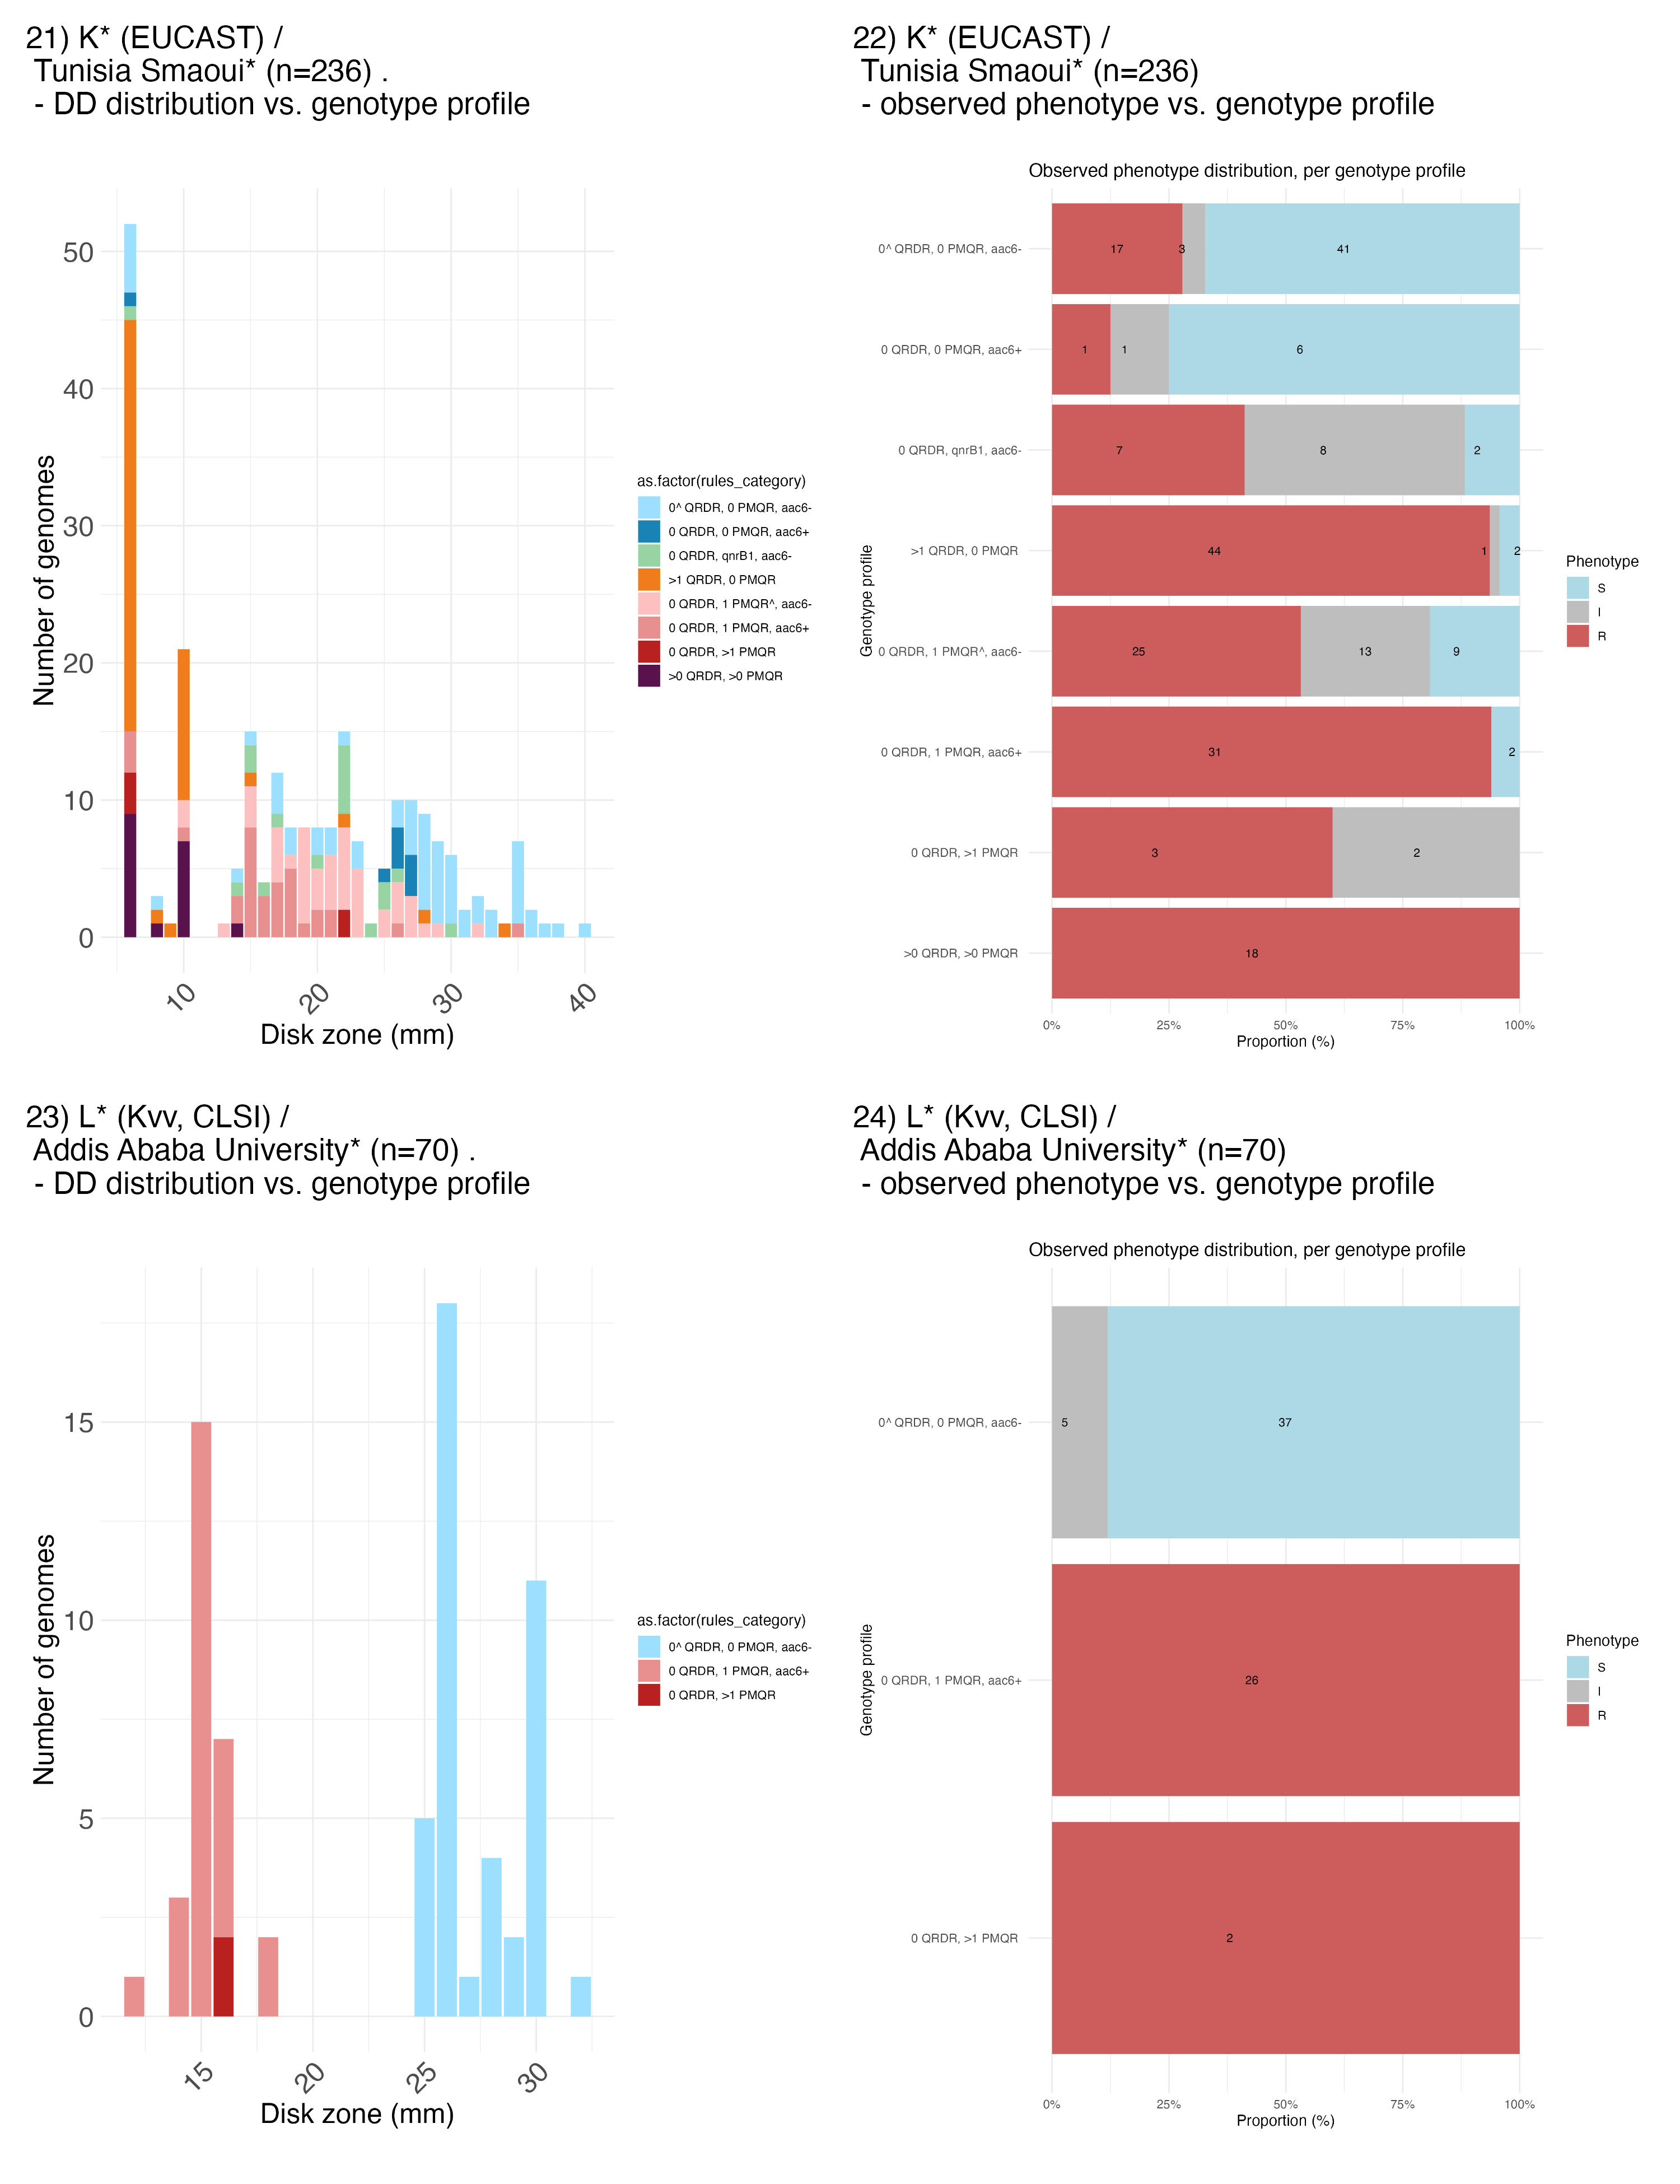 21) K* (EUCAST) /
Tunisia Smaoui* (n=236) .
- DD distribution vs. genotype profile
Number of genomes
50
40
30
20
10
0
10
20
30
40
Disk zone (mm)
as.factor(rules_category)
0^ QRDR, 0 PMQR, aac6-
0 QRDR, 0 PMQR, aac6+
0 QRDR, qnrB1, aac6-
>1 QRDR, 0 PMQR
0 QRDR, 1 PMQR^, aac6-
0 QRDR, 1 PMQR, aac6+
0 QRDR, >1 PMQR
>0 QRDR, >0 PMQR
22) K* (EUCAST) /
Tunisia Smaoui* (n=236)
- observed phenotype vs. genotype profile
Observed phenotype distribution, per genotype profile
Genotype profile
0^ QRDR, 0 PMQR, aac6-
17
3
41
0 QRDR, 0 PMQR, aac6+
1
1
6
0 QRDR, qnrB1, aac6-
7
8
2
>1 QRDR, 0 PMQR
44
1
2
0 QRDR, 1 PMQR^, aac6-
25
13
9
0 QRDR, 1 PMQR, aac6+
31
2
0 QRDR, >1 PMQR
3
2
>0 QRDR, >0 PMQR
18
0%
25%
50%
75%
100%
Proportion (%)
Phenotype
S
I
R
23) L* (Kvv, CLSI) /
Addis Ababa University* (n=70) .
- DD distribution vs. genotype profile
Number of genomes
15
10
5
0
15
20
25
30
Disk zone (mm)
as.factor(rules_category)
0^ QRDR, 0 PMQR, aac6-
0 QRDR, 1 PMQR, aac6+
0 QRDR, >1 PMQR
24) L* (Kvv, CLSI) /
Addis Ababa University* (n=70)
- observed phenotype vs. genotype profile
Observed phenotype distribution, per genotype profile
Genotype profile
0^ QRDR, 0 PMQR, aac6-
5
37
0 QRDR, 1 PMQR, aac6+
26
0 QRDR, >1 PMQR
2
0%
25%
50%
75%
100%
Proportion (%)
Phenotype
S
I
R